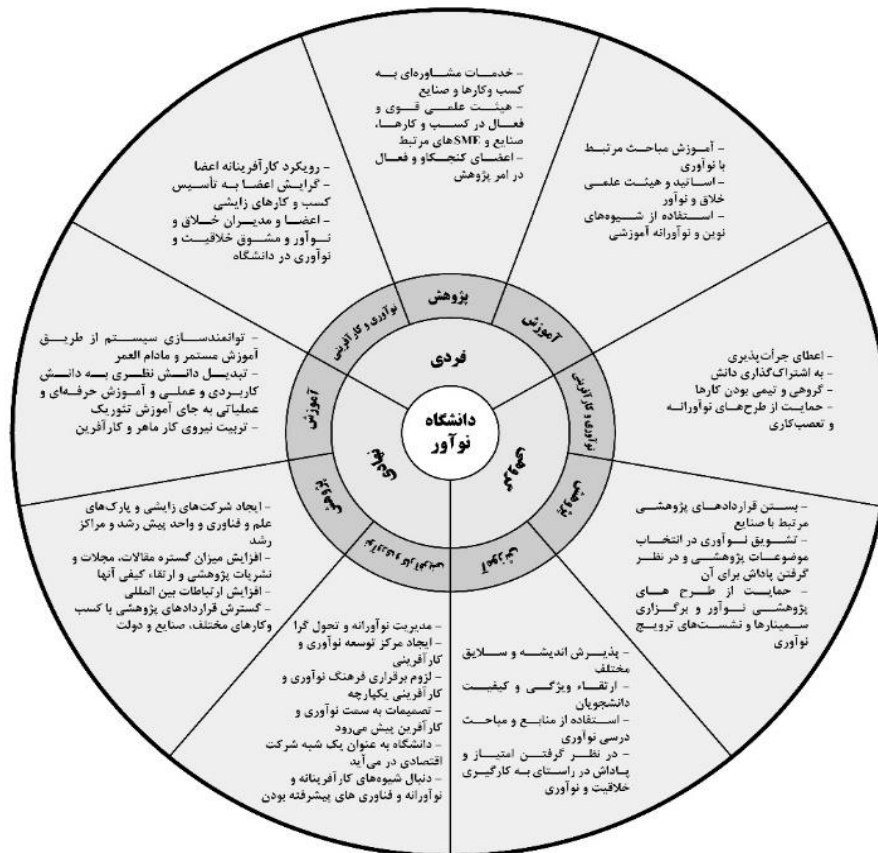 - خدمات مشاوره‌ای به
کسب وکارها و صنایع
- هیئت علمی قوی و
فعال در کسب و کارها،
صنایع و SMEهای مرتبط
- اعضای کنجکاو و فعال
در امر پژوهش
- آموزش مباحث مرتبط
با نوآوری
- اساتید و هیئت علمی
خلاق و نوآور
- استفاده از شیوه‌های
نوین و نوآورانه آموزشی
- اعطای جرأت‌پذیری
- به اشتراک‌گذاری دانش
- گروهی و تیمی بودن کارها
- حمایت از طرح‌های نوآورانه
و تعصب‌کاری
- بستن قراردادهای پژوهشی
مرتبط با صنایع
- تشویق نوآوری در انتخاب
موضوعات پژوهشی و در نظر
گرفتن پاداش برای آن
- حمایت از طرح های
پژوهشی نوآور و برگزاری
سمینارها و نشست‌های ترویج
نوآوری
- پذیرش اندیشه و سلایق
مختلف
- ارتقاء ویژگی و کیفیت
دانشجویان
- استفاده از منابع و مباحث
درسی نوآوری
- در نظر گرفتن امتیاز و
پاداش در راستای به کارگیری
خلاقیت و نوآوری
- مدیریت نوآورانه و تحول گرا
- ایجاد مرکز توسعه نوآوری و
کارآفرینی
- لزوم برقراری فرهنگ نوآوری و
کارآفرینی یکپارچه
- تصمیمات به سمت نوآوری و
کارآفرین پیش می‌رود
- دانشگاه به عنوان یک شبه شرکت
اقتصادی در می‌آید
- دنبال شیوه‌های کارآفرینانه و
نوآورانه و فناوری های پیشرفته بودن
- ایجاد شرکت‌های زایشی و پارک‌های
علم و فناوری و واحد پیش رشد و مراکز
رشد
- افزایش میزان گستره مقالات، مجلات و
نشریات پژوهشی و ارتقاء کیفی آنها
- افزایش ارتباطات بین المللی
- گسترش قراردادهای پژوهشی با کسب
وکارهای مختلف، صنایع و دولت
- توانمندسازی سیستم از طریق
آموزش مستمر و مادام العمر
- تبدیل دانش نظری به دانش
کاربردی و عملی و آموزش حرفه‌ای و
عملیاتی به جای آموزش تئوریک
- تربیت نیروی کار ماهر و کارآفرین
- رویکرد کارآفرینانه اعضا
- گرایش اعضا به تأسیس
کسب و کارهای زایشی
- اعضا و مدیران خلاق و
نوآور و مشوق خلاقیت و
نوآوری در دانشگاه
پژوهش
آموزش
نوآوری و کارآفرینی
پژوهش
آموزش
نوآوری و کارآفرینی
پژوهش
آموزش
نوآوری و کارآفرینی
فردی
گروهی
نهادی
دانشگاه
نوآور